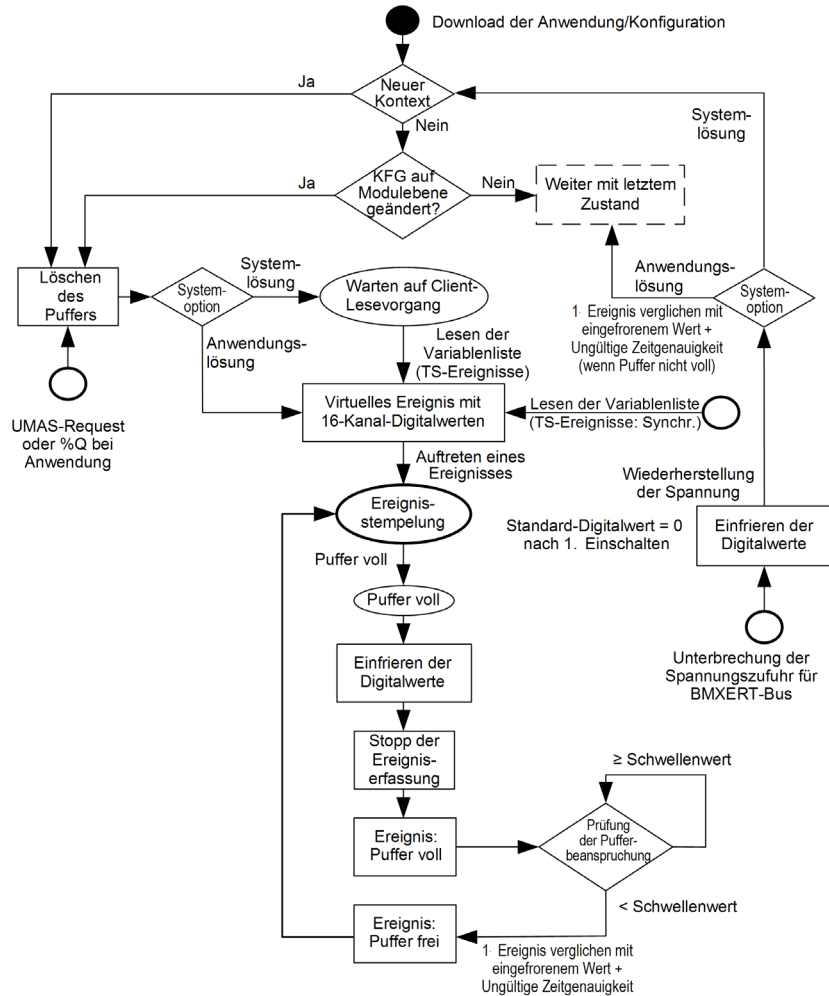 Download der Anwendung/Konfiguration
Ja
Neuer
Kontext
Nein
System-
lösung
Ja
KFG auf
Modulebene
geändert?
Nein
Weiter mit letztem
Zustand
Löschen
des
Puffers
System-
option
System-
lösung
Anwendungs-
lösung
Warten auf Client-
Lesevorgang
Anwendungs-
lösung
System-
option
1· Ereignis verglichen mit
eingefrorenem Wert +
Ungültige Zeitgenauigkeit
(wenn Puffer nicht voll)
Lesen der
Variablenliste
(TS-Ereignisse)
UMAS-Request
oder %Q bei
Anwendung
Virtuelles Ereignis mit
16-Kanal-Digitalwerten
Lesen der Variablenliste
(TS-Ereignisse: Synchr.)
Auftreten eines
Ereignisses
Wiederherstellung
der Spannung
Ereignis-
stempelung
Standard-Digitalwert = 0
nach 1. Einschalten
Einfrieren der
Digitalwerte
Puffer voll
Puffer voll
Unterbrechung der
Spannungszufuhr für
BMXERT-Bus
Einfrieren der
Digitalwerte
Stopp der
Ereignis-
erfassung
≥ Schwellenwert
Ereignis:
Puffer voll
Prüfung
der Puffer-
beanspruchung
< Schwellenwert
Ereignis:
Puffer frei
1· Ereignis verglichen mit
eingefrorenem Wert +
Ungültige Zeitgenauigkeit